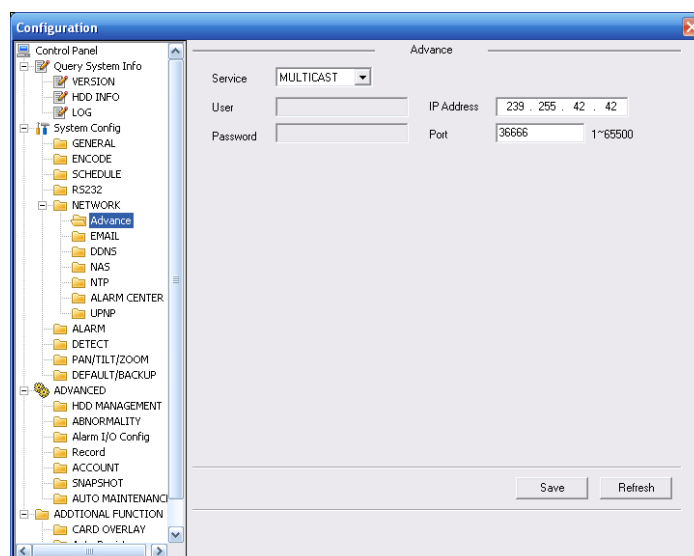 Configuration
Control Panel
Query System Info
VERSION
HDD INFO
LOG
System Config
GENERAL
ENCODE
SCHEDULE
RS232
NETWORK
Advance
EMAIL
DDNS
NAS
NTP
ALARM CENTER
UPNP
ALARM
DETECT
PAN/TILT/ZOOM
DEFAULT/BACKUP
ADVANCED
HDD MANAGEMENT
ABNORMALITY
Alarm I/O Config
Record
ACCOUNT
SNAPSHOT
AUTO MAINTENANC
ADDTIONAL FUNCTION
CARD OVERLAY
Advance
Service MULTICAST
User IP Address 239 . 255 . 42 . 42
Password Port 36666 1~65500
Save Refresh